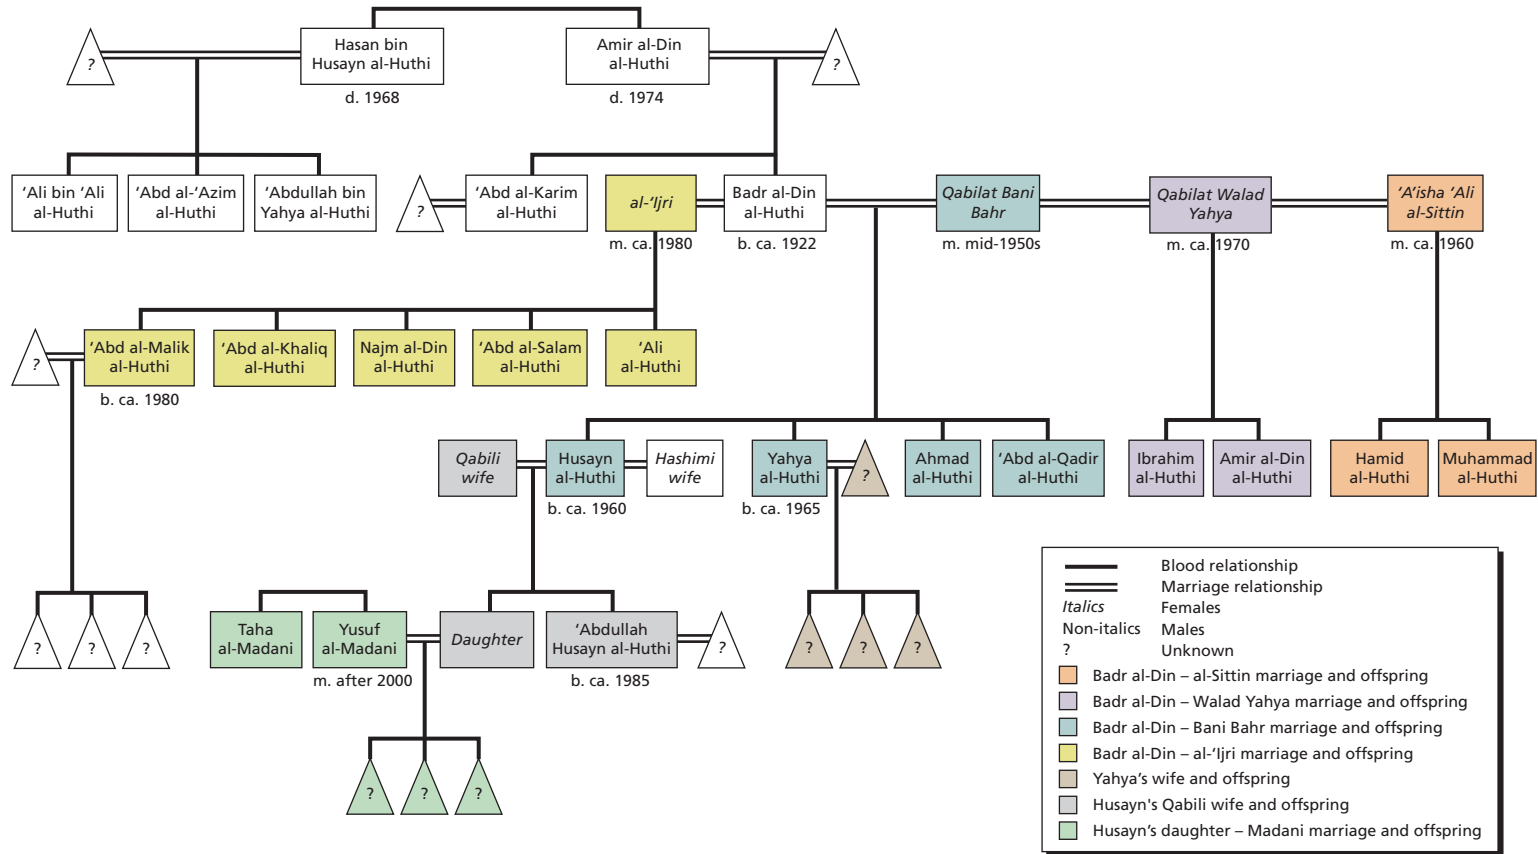 Hasan bin
Husayn al-Huthi
d. 1968
Amir al-Din
al-Huthi
d. 1974
?
?
‘Ali bin ‘Ali
al-Huthi
‘Abd al-‘Azim
al-Huthi
‘Abdullah bin
Yahya al-Huthi
?
‘Abd al-Karim
al-Huthi
al-‘Ijri
m. ca. 1980
Badr al-Din
al-Huthi
b. ca. 1922
Qabilat Bani
Bahr
m. mid-1950s
Qabilat Walad
Yahya
m. ca. 1970
‘A’isha ‘Ali
al-Sittin
m. ca. 1960
?
‘Abd al-Malik
al-Huthi
b. ca. 1980
‘Abd al-Khaliq
al-Huthi
Najm al-Din
al-Huthi
‘Abd al-Salam
al-Huthi
‘Ali
al-Huthi
Qabili
wife
Husayn
al-Huthi
b. ca. 1960
Hashimi
wife
Yahya
al-Huthi
b. ca. 1965
?
Ahmad
al-Huthi
‘Abd al-Qadir
al-Huthi
Ibrahim
al-Huthi
Amir al-Din
al-Huthi
Hamid
al-Huthi
Muhammad
al-Huthi
?
?
?
Taha
al-Madani
Yusuf
al-Madani
m. after 2000
Daughter
‘Abdullah
Husayn al-Huthi
b. ca. 1985
?
?
?
?
?
?
?
Blood relationship
Marriage relationship
Italics Females
Non-italics Males
? Unknown
Badr al-Din – al-Sittin marriage and offspring
Badr al-Din – Walad Yahya marriage and offspring
Badr al-Din – Bani Bahr marriage and offspring
Badr al-Din – al-‘Ijri marriage and offspring
Yahya’s wife and offspring
Husayn's Qabili wife and offspring
Husayn’s daughter – Madani marriage and offspring